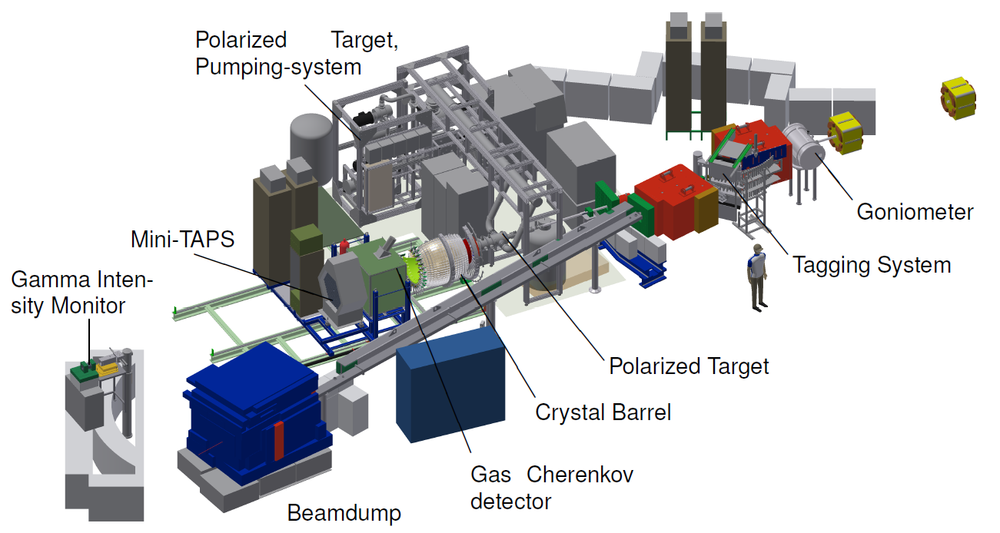 Polarized Target,
Pumping-system
Mini-TAPS
Gamma Inten-
sity Monitor
Goniometer
Tagging System
Polarized Target
Crystal Barrel
Gas Cherenkov
detector
Beamdump